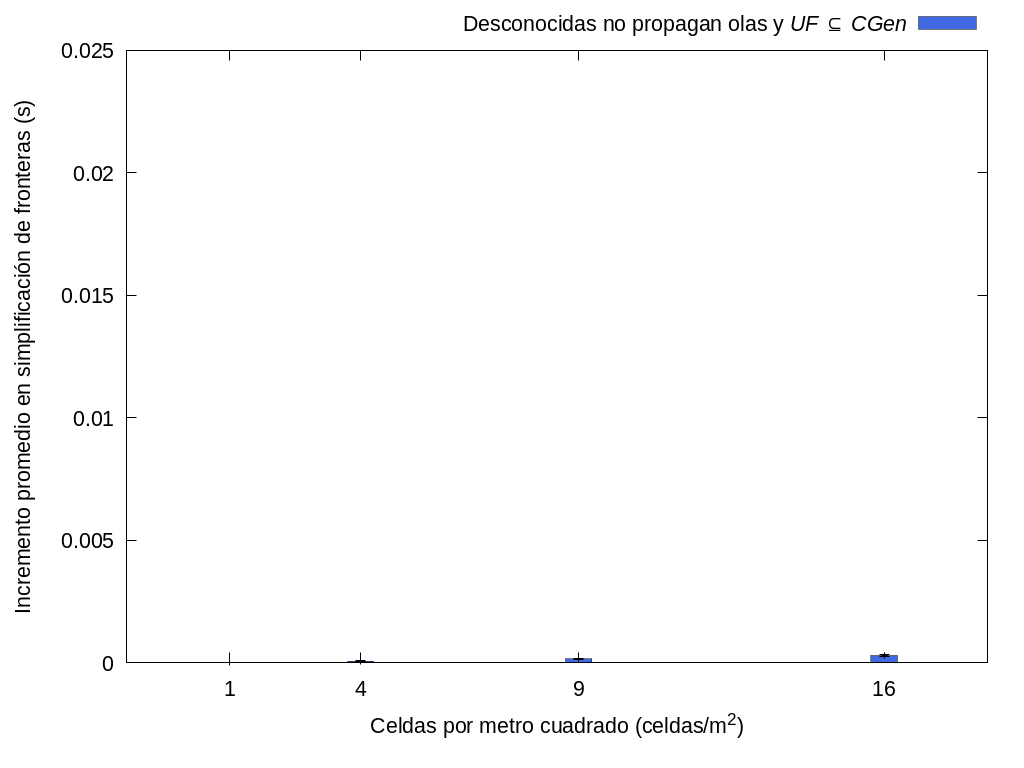 Desconocidas no propagan olas y UF ⊆ CGen
0.025
0.02
0.015
0.01
0.005
0
Incremento promedio en simplificación de fronteras (s)
1 4 9 16
Celdas por metro cuadrado (celdas/m²)